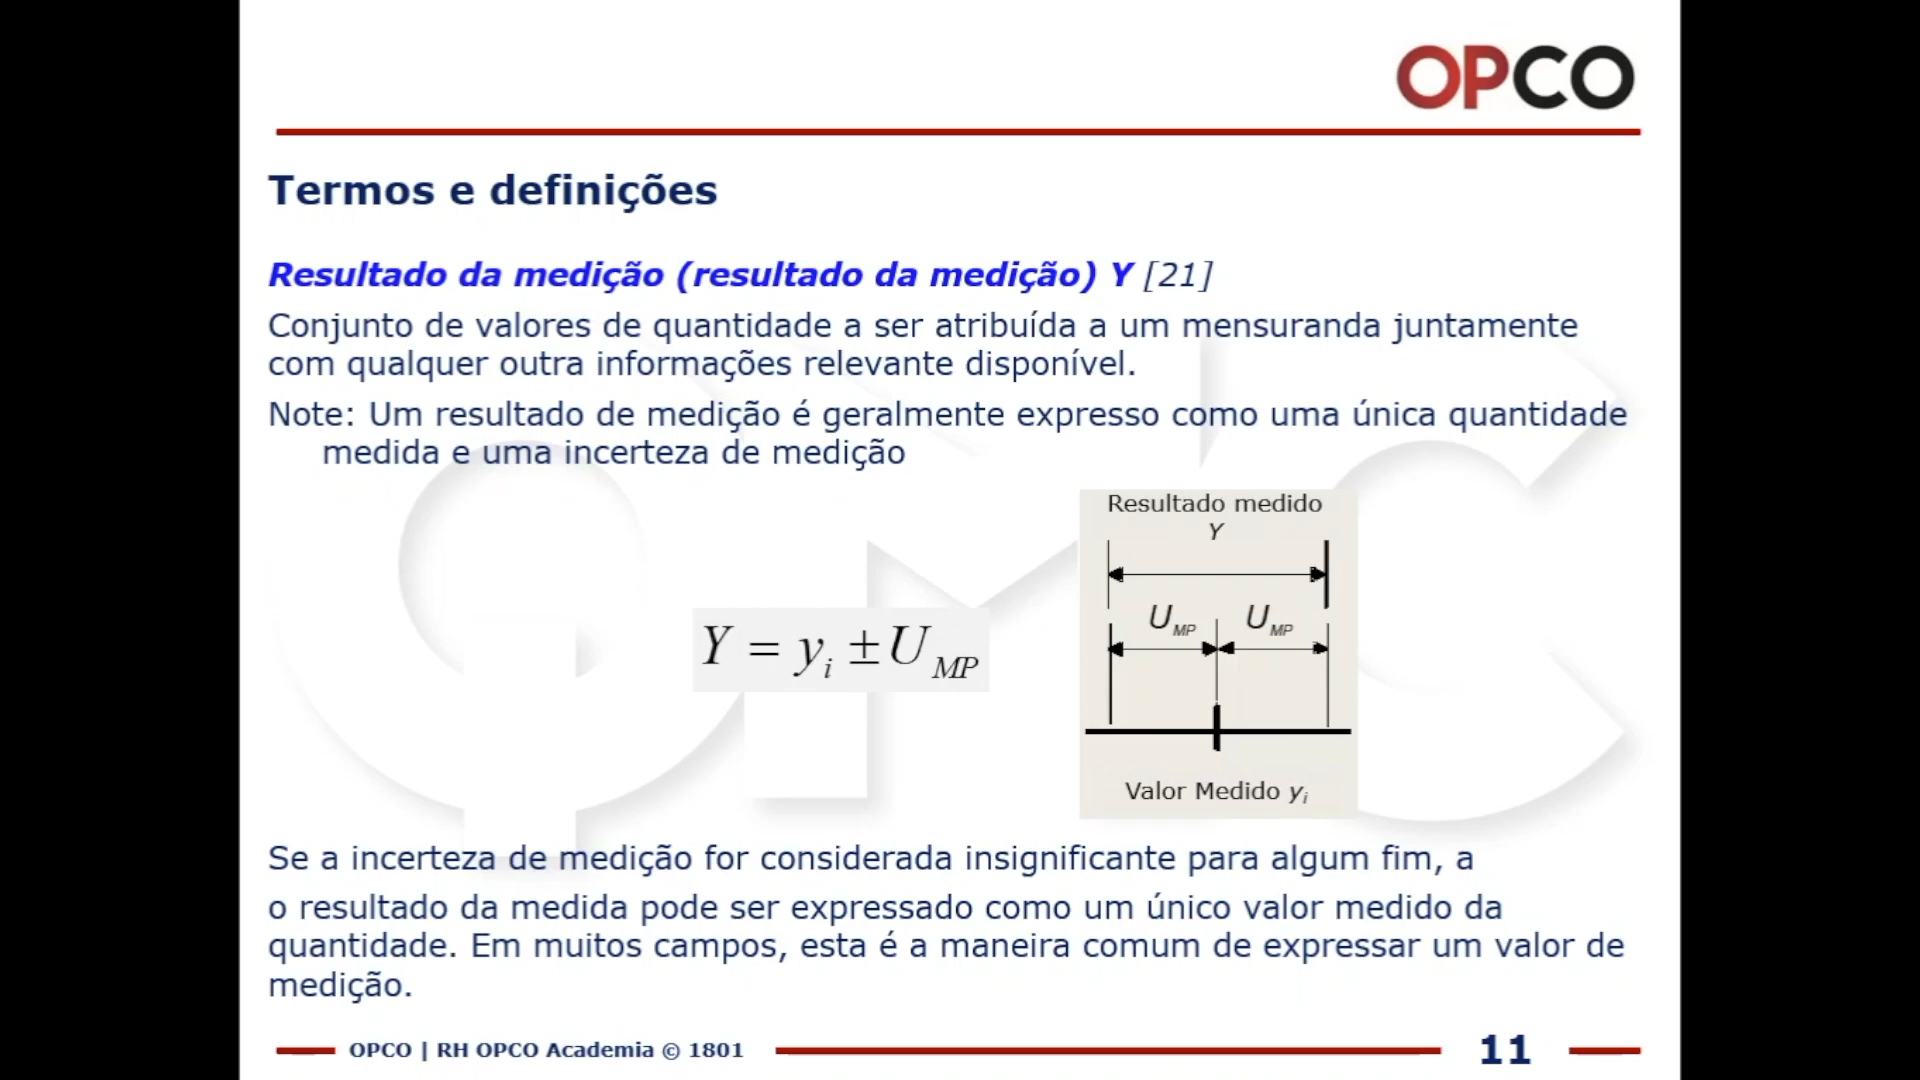 OPCO
Termos e definições
Resultado da medição (resultado da medição) Y [21]
Conjunto de valores de quantidade a ser atribuída a um mensuranda juntamente
com qualquer outra informações relevante disponível.
Note: Um resultado de medição é geralmente expresso como uma única quantidade
medida e uma incerteza de medição
Resultado medido
Y
U_MP U_MP
Y = y_i ± U_MP
Valor Medido y_i
Se a incerteza de medição for considerada insignificante para algum fim, a
o resultado da medida pode ser expressado como um único valor medido da
quantidade. Em muitos campos, esta é a maneira comum de expressar um valor de
medição.
OPCO | RH OPCO Academia © 1801
11